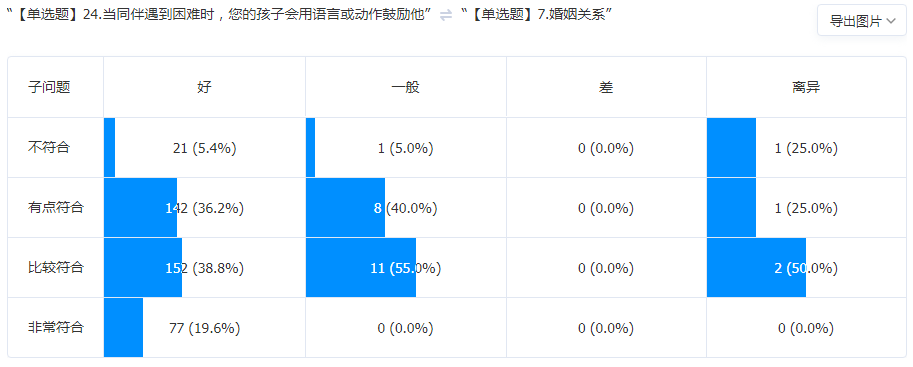 “【单选题】24.当同伴遇到困难时，您的孩子会用语言或动作鼓励他” ⇌ “【单选题】7.婚姻关系”
导出图片
子问题 好 一般 差 离异
不符合 21 (5.4%) 1 (5.0%) 0 (0.0%) 1 (25.0%)
有点符合 142 (36.2%) 8 (40.0%) 0 (0.0%) 1 (25.0%)
比较符合 152 (38.8%) 11 (55.0%) 0 (0.0%) 2 (50.0%)
非常符合 77 (19.6%) 0 (0.0%) 0 (0.0%) 0 (0.0%)